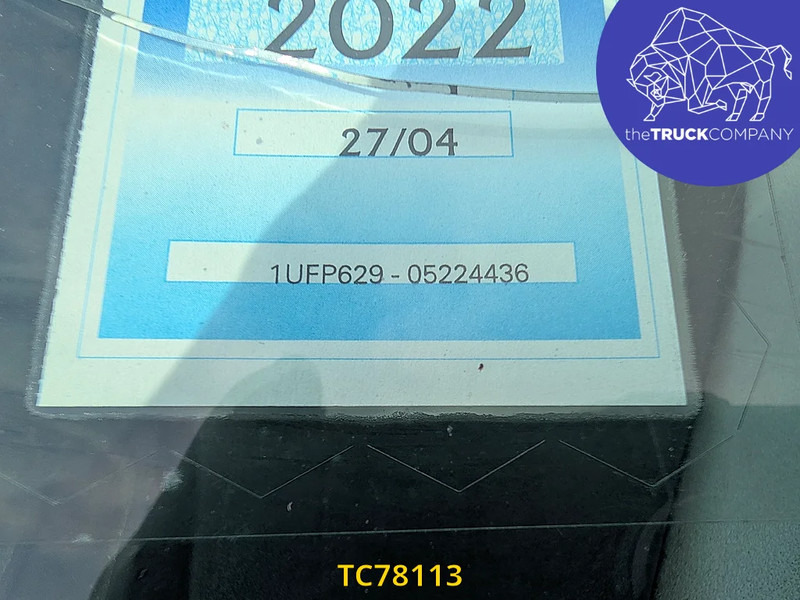 2022
theTRUCKCOMPANY
27/04
1UFP629 - 05224436
TC78113